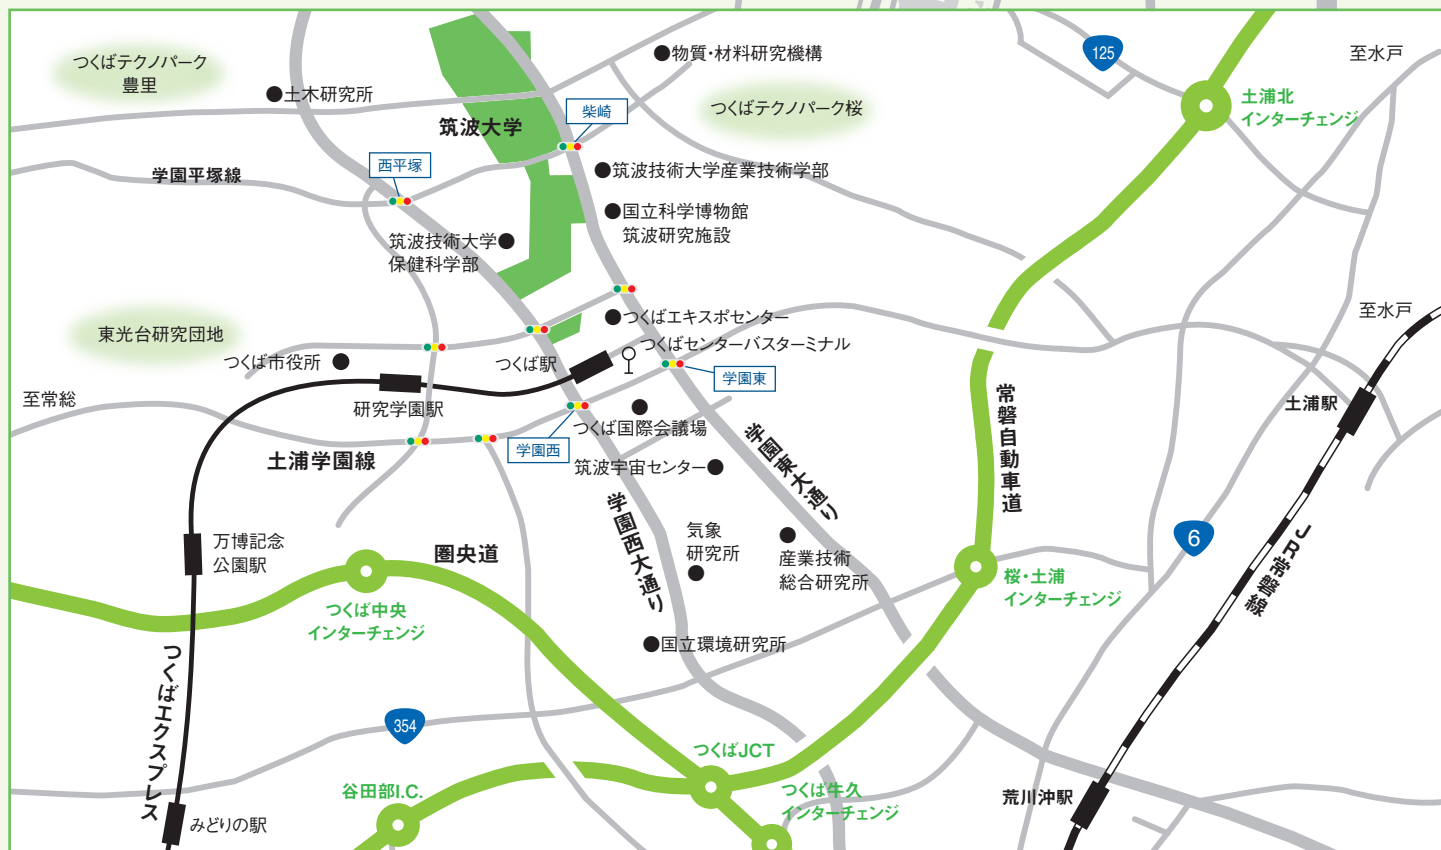 つくばテクノパーク
豊里
土木研究所
物質・材料研究機構
125
至水戸
つくばテクノパーク桜
土浦北
インターチェンジ
柴崎
筑波大学
西平塚
学園平塚線
筑波技術大学産業技術学部
国立科学博物館
筑波研究施設
筑波技術大学
保健科学部
至水戸
つくばエキスポセンター
東光台研究団地
つくば市役所
つくば駅
つくばセンターバスターミナル
学園東
至常総
研究学園駅
常磐自動車道
土浦駅
つくば国際会議場
学園西
土浦学園線
筑波宇宙センター
学園東大通り
学園西大通り
気象
研究所
産業技術
総合研究所
6
JR常磐線
万博記念
公園駅
圏央道
桜・土浦
インターチェンジ
つくば中央
インターチェンジ
国立環境研究所
つくばエクスプレス
354
つくばJCT
谷田部I.C.
つくば牛久
インターチェンジ
荒川沖駅
みどりの駅